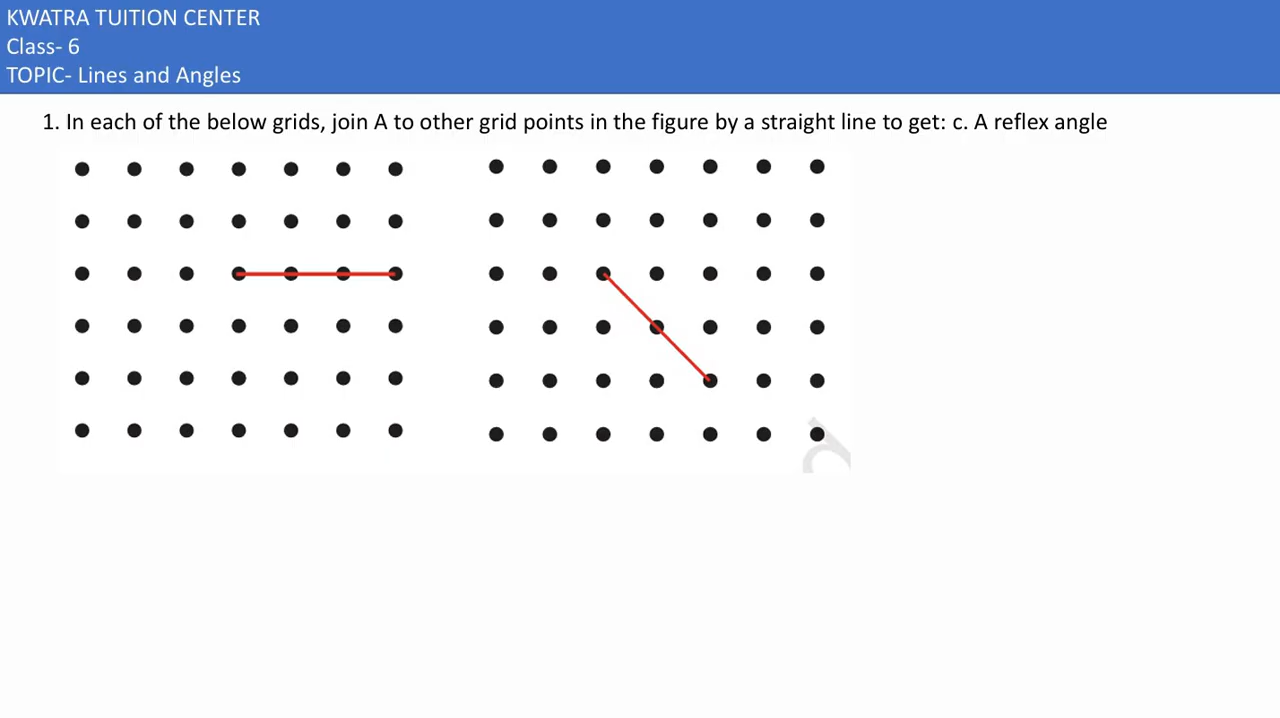 KWATRA TUITION CENTER
Class- 6
TOPIC- Lines and Angles
1. In each of the below grids, join A to other grid points in the figure by a straight line to get: c. A reflex angle